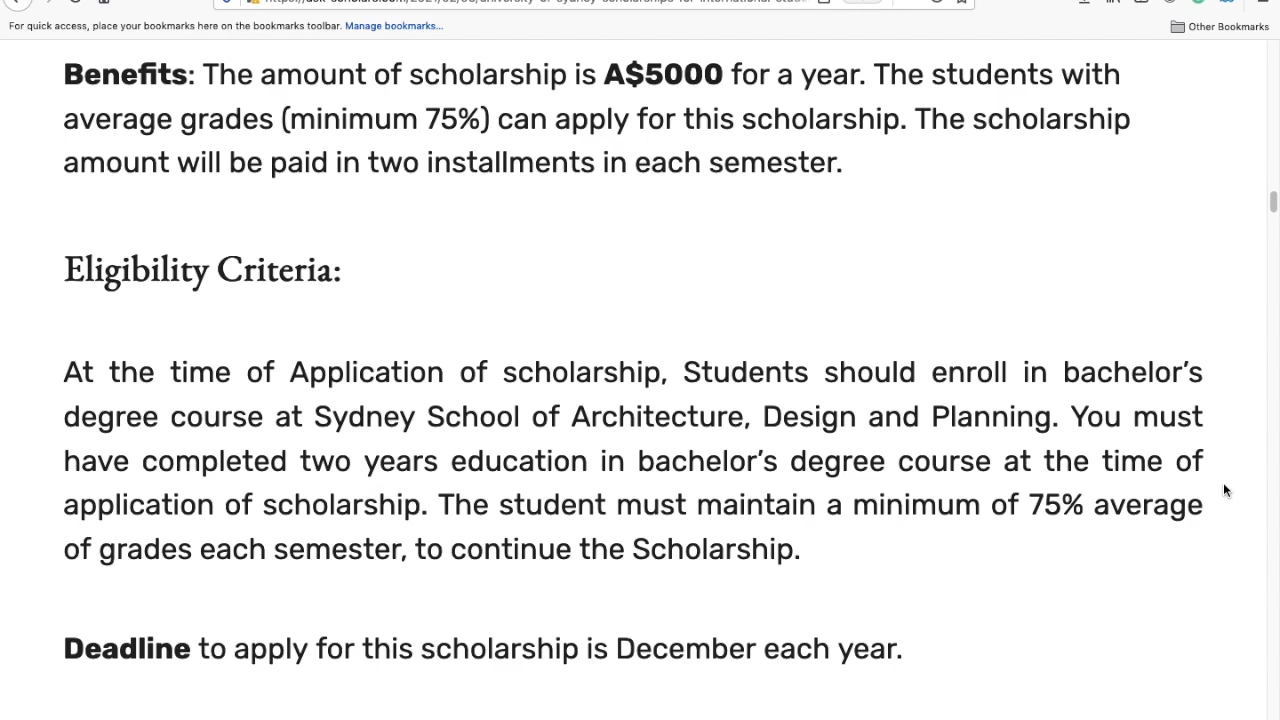 For quick access, place your bookmarks here on the bookmarks toolbar. Manage bookmarks...
Other Bookmarks
Benefits: The amount of scholarship is A$5000 for a year. The students with
average grades (minimum 75%) can apply for this scholarship. The scholarship
amount will be paid in two installments in each semester.
Eligibility Criteria:
At the time of Application of scholarship, Students should enroll in bachelor’s
degree course at Sydney School of Architecture, Design and Planning. You must
have completed two years education in bachelor’s degree course at the time of
application of scholarship. The student must maintain a minimum of 75% average
of grades each semester, to continue the Scholarship.
Deadline to apply for this scholarship is December each year.